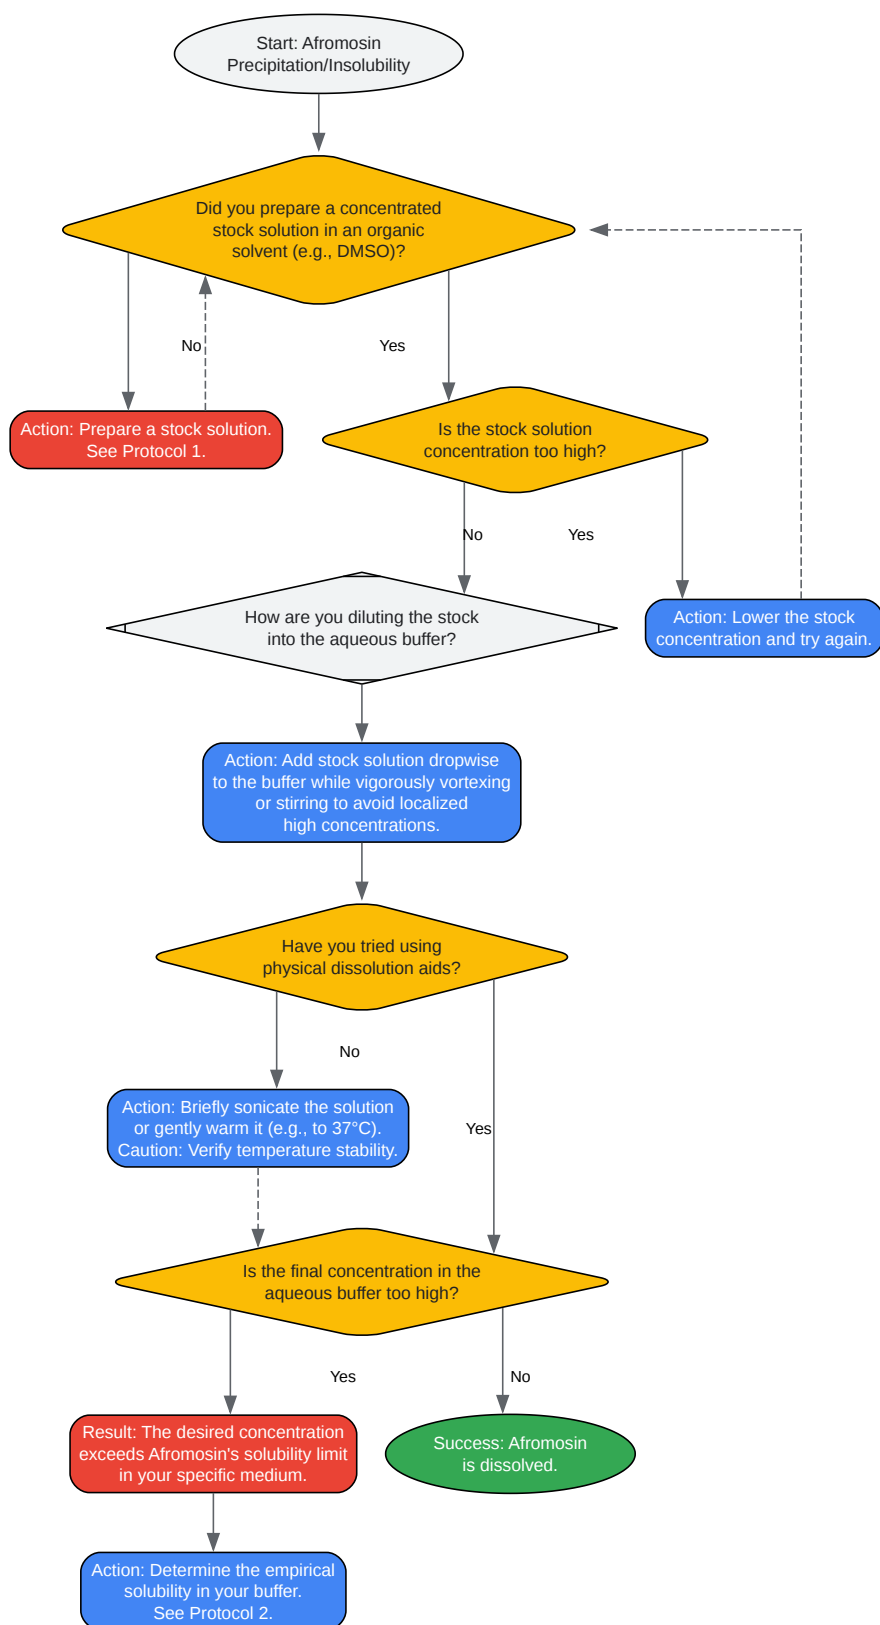 Start: Afromosin
Precipitation/Insolubility
Did you prepare a concentrated
stock solution in an organic
solvent (e.g., DMSO)?
No
Yes
Action: Prepare a stock solution.
See Protocol 1.
Is the stock solution
concentration too high?
No
Yes
How are you diluting the stock
into the aqueous buffer?
Action: Lower the stock
concentration and try again.
Action: Add stock solution dropwise
to the buffer while vigorously vortexing
or stirring to avoid localized
high concentrations.
Have you tried using
physical dissolution aids?
No
Action: Briefly sonicate the solution
or gently warm it (e.g., to 37°C).
Caution: Verify temperature stability.
Yes
Is the final concentration in the
aqueous buffer too high?
Yes
No
Result: The desired concentration
exceeds Afromosin's solubility limit
in your specific medium.
Success: Afromosin
is dissolved.
Action: Determine the empirical
solubility in your buffer.
See Protocol 2.